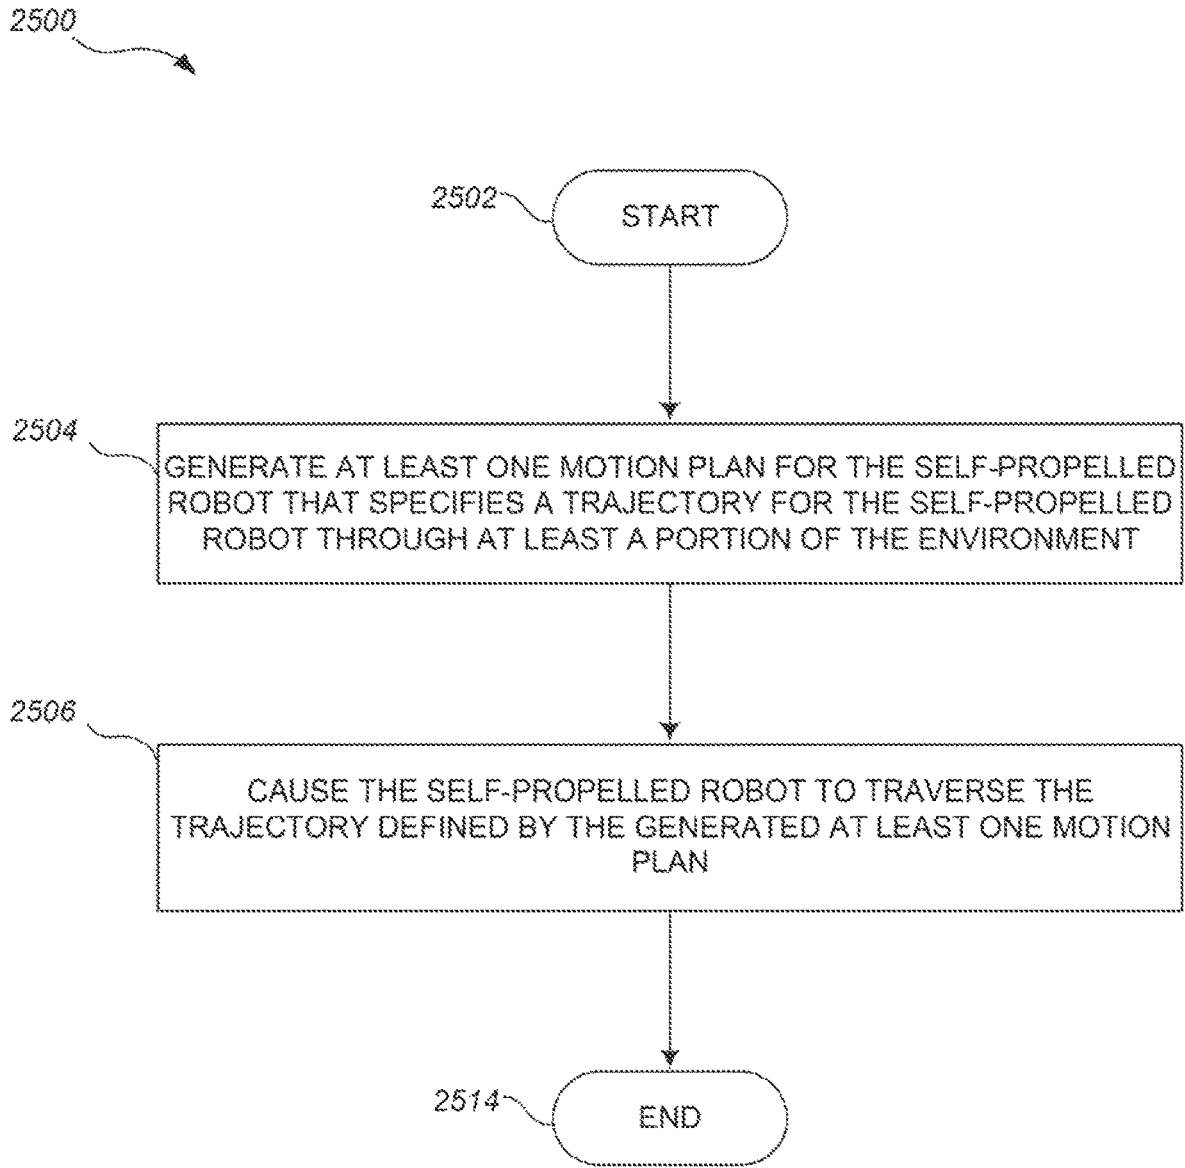 2500
2502
START
2504
GENERATE AT LEAST ONE MOTION PLAN FOR THE SELF-PROPELLED
ROBOT THAT SPECIFIES A TRAJECTORY FOR THE SELF-PROPELLED
ROBOT THROUGH AT LEAST A PORTION OF THE ENVIRONMENT
2506
CAUSE THE SELF-PROPELLED ROBOT TO TRAVERSE THE
TRAJECTORY DEFINED BY THE GENERATED AT LEAST ONE MOTION
PLAN
2514
END